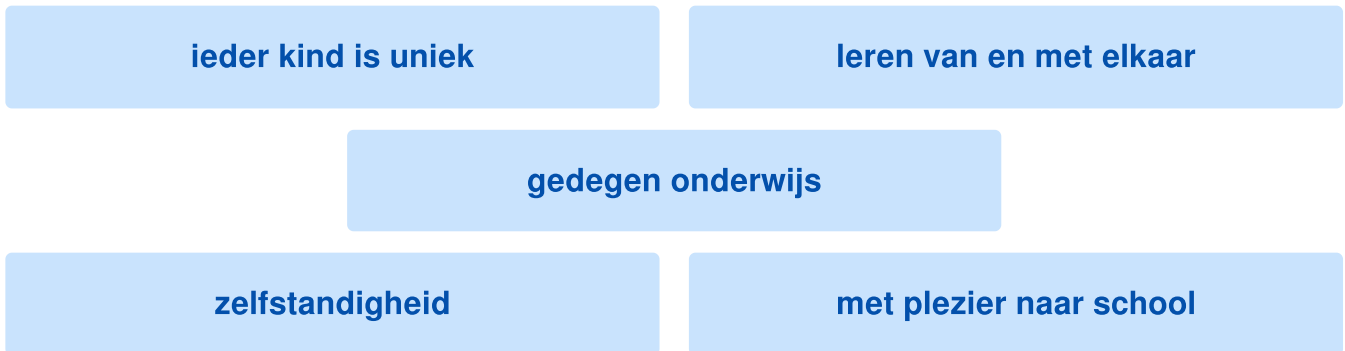 ieder kind is uniek
leren van en met elkaar
gedegen onderwijs
zelfstandigheid
met plezier naar school